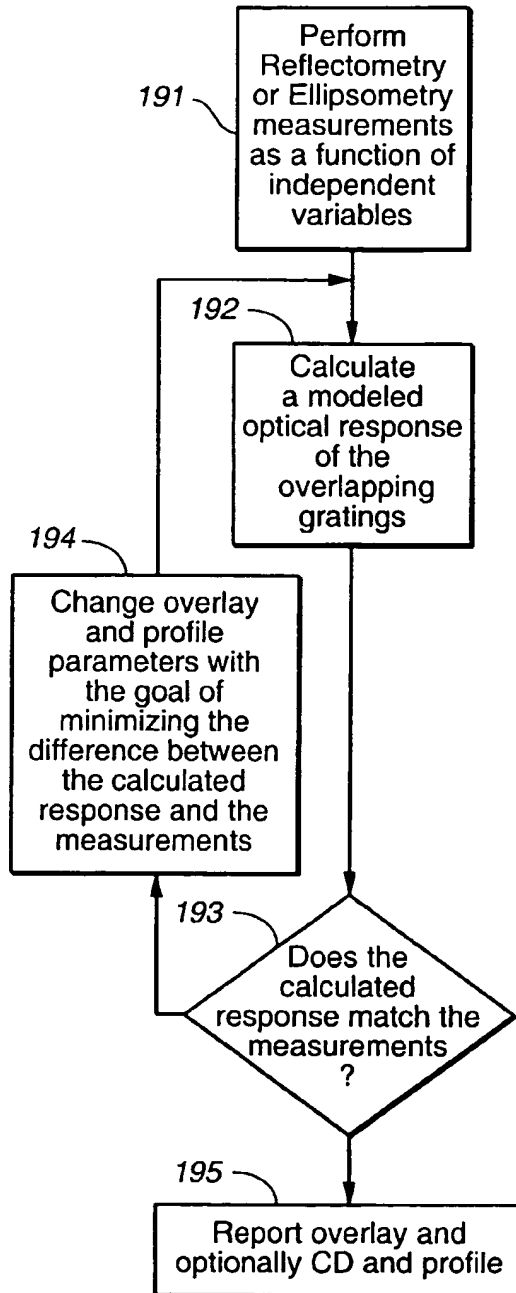 191
Perform
Reflectometry
or Ellipsometry
measurements
as a function of
independent
variables
192
Calculate
a modeled
optical response
of the
overlapping
gratings
194
Change overlay
and profile
parameters with
the goal of
minimizing the
difference between
the calculated
response and the
measurements
193
Does the
calculated
response match the
measurements
?
195
Report overlay and
optionally CD and profile